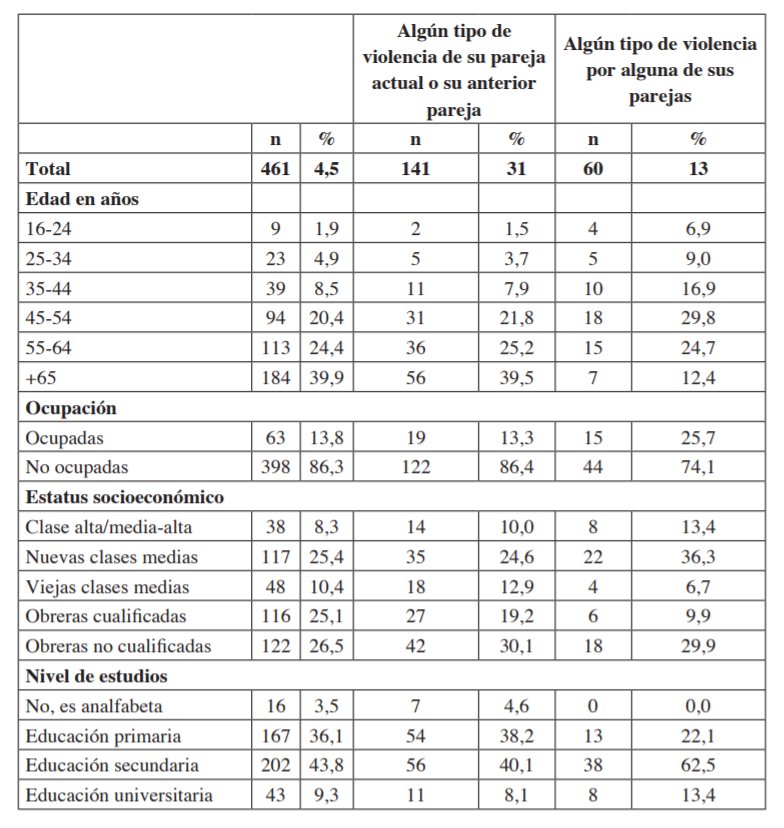 Algún tipo de violencia de su pareja actual o su anterior pareja | Algún tipo de violencia por alguna de sus parejas
n % n % n %
Total 461 4,5 141 31 60 13
Edad en años
16-24 9 1,9 2 1,5 4 6,9
25-34 23 4,9 5 3,7 5 9,0
35-44 39 8,5 11 7,9 10 16,9
45-54 94 20,4 31 21,8 18 29,8
55-64 113 24,4 36 25,2 15 24,7
+65 184 39,9 56 39,5 7 12,4
Ocupación
Ocupadas 63 13,8 19 13,3 15 25,7
No ocupadas 398 86,3 122 86,4 44 74,1
Estatus socioeconómico
Clase alta/media-alta 38 8,3 14 10,0 8 13,4
Nuevas clases medias 117 25,4 35 24,6 22 36,3
Viejas clases medias 48 10,4 18 12,9 4 6,7
Obreras cualificadas 116 25,1 27 19,2 6 9,9
Obreras no cualificadas 122 26,5 42 30,1 18 29,9
Nivel de estudios
No, es analfabeta 16 3,5 7 4,6 0 0,0
Educación primaria 167 36,1 54 38,2 13 22,1
Educación secundaria 202 43,8 56 40,1 38 62,5
Educación universitaria 43 9,3 11 8,1 8 13,4